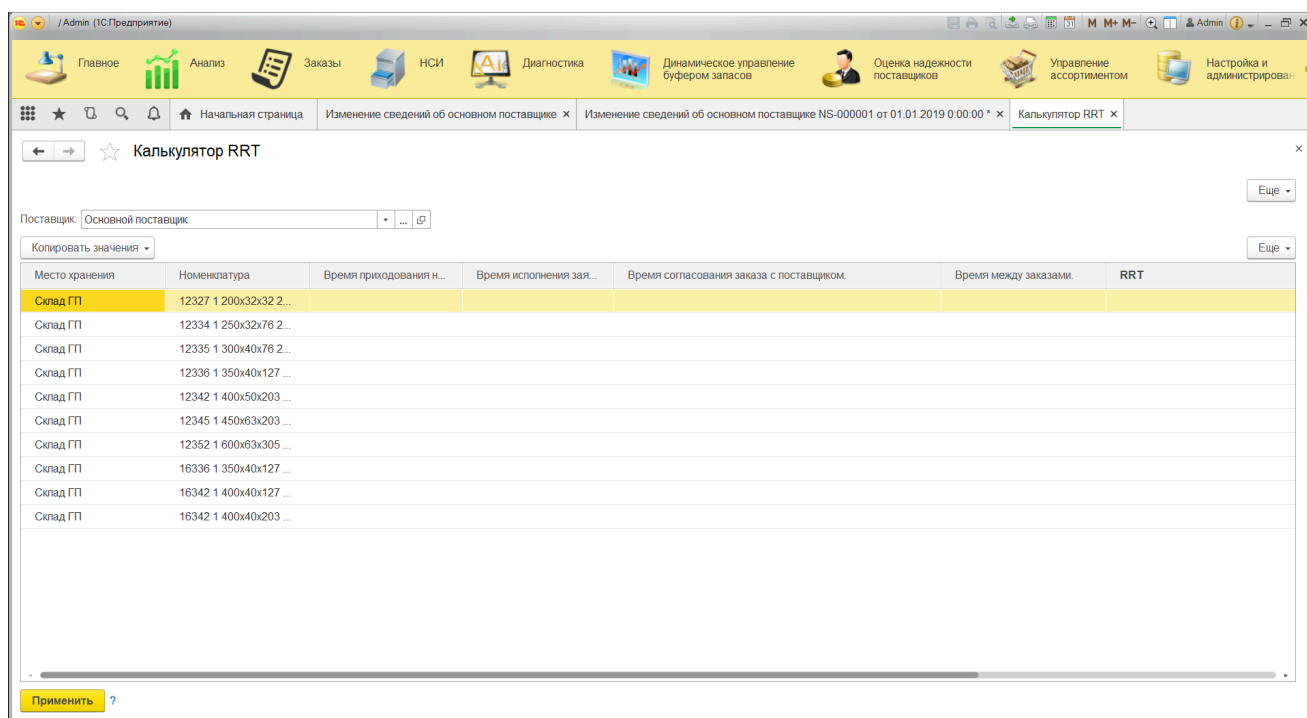 / Admin (1С:Предприятие)
M M+ M- Admin
Главное Анализ Заказы НСИ Диагностика Динамическое управление буфером запасов Оценка надежности поставщиков Управление ассортиментом Настройка и администрирован
Начальная страница Изменение сведений об основном поставщике × Изменение сведений об основном поставщике NS-000001 от 01.01.2019 0:00:00 * × Калькулятор RRT ×
Калькулятор RRT
Еще
Поставщик: Основной поставщик ...
Копировать значения Еще
Место хранения Номенклатура Время приходования н... Время исполнения зая... Время согласования заказа с поставщиком. Время между заказами. RRT
Склад ГП 12327 1 200x32x32 2...
Склад ГП 12334 1 250x32x76 2...
Склад ГП 12335 1 300x40x76 2...
Склад ГП 12336 1 350x40x127 ...
Склад ГП 12342 1 400x50x203 ...
Склад ГП 12345 1 450x63x203 ...
Склад ГП 12352 1 600x63x305 ...
Склад ГП 16336 1 350x40x127 ...
Склад ГП 16342 1 400x40x127 ...
Склад ГП 16342 1 400x40x203 ...
Применить ?